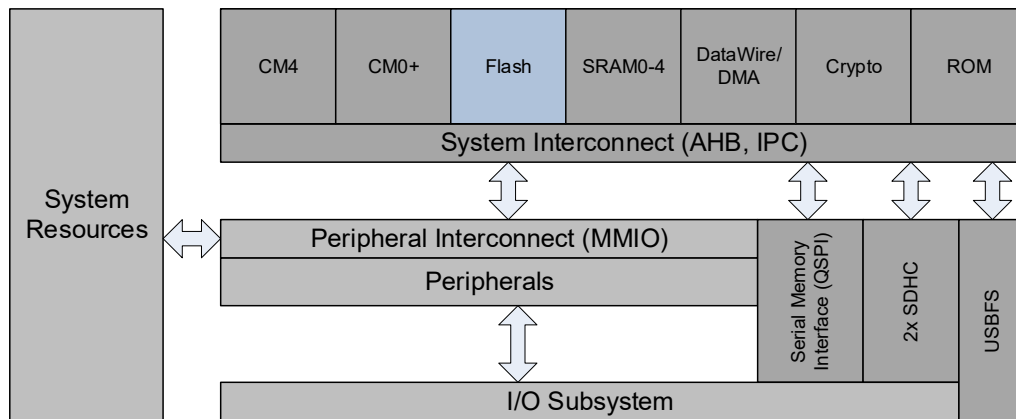 CM4
CM0+
Flash
SRAM0-4
DataWire/
DMA
Crypto
ROM
System Interconnect (AHB, IPC)
System
Resources
Peripheral Interconnect (MMIO)
Peripherals
Serial Memory
Interface (QSPI)
2x SDHC
USBFS
I/O Subsystem